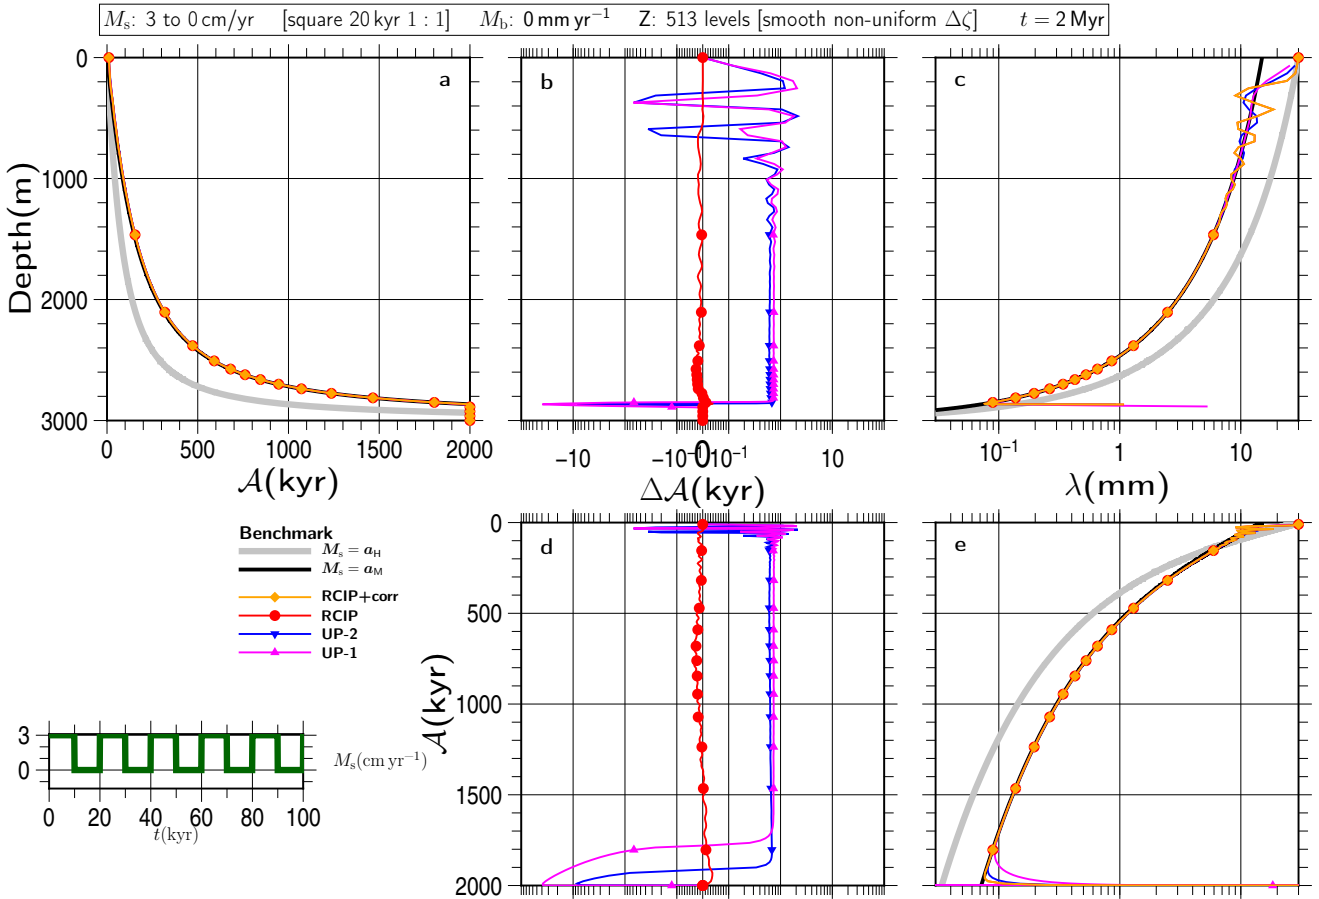 Mₛ: 3 to 0 cm/yr [square 20 kyr 1 : 1] M_b: 0 mm yr⁻¹ Z: 513 levels [smooth non-uniform Δζ] t = 2 Myr
a b c
0
1000
2000
3000
Depth(m)
0 500 1000 1500 2000
𝒜(kyr)
−10 −10⁻¹ 0 10⁻¹ 10
Δ𝒜(kyr)
10⁻¹ 1 10
λ(mm)
Benchmark
Mₛ = a_H
Mₛ = a_M
RCIP+corr
RCIP
UP-2
UP-1
d e
0
500
1000
1500
2000
𝒜(kyr)
3
0
Mₛ(cm yr⁻¹)
0 20 40 60 80 100
t(kyr)